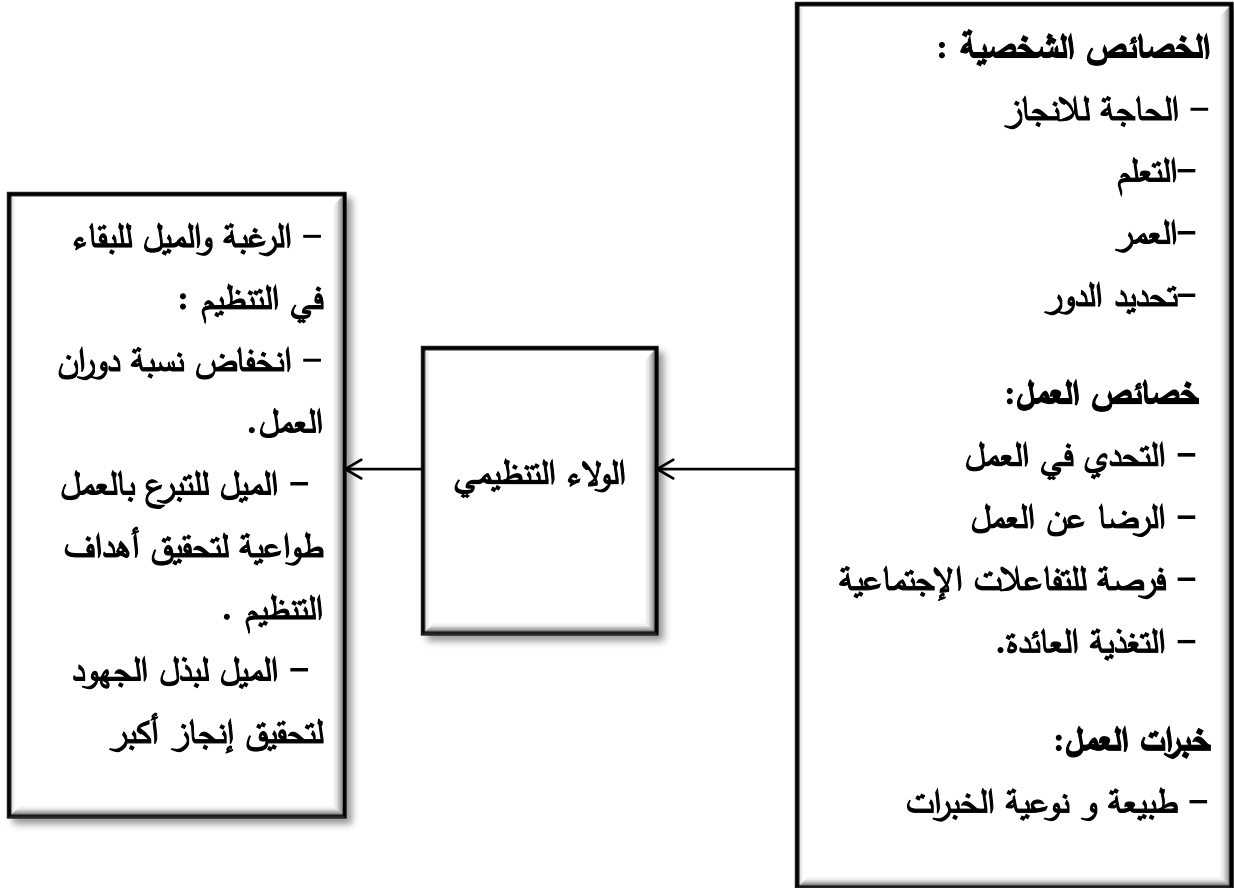 الخصائص الشخصية :
– الحاجة للانجاز
–التعلم
–العمر
–تحديد الدور
خصائص العمل:
– التحدي في العمل
– الرضا عن العمل
– فرصة للتفاعلات الإجتماعية
– التغذية العائدة.
خبرات العمل:
– طبيعة و نوعية الخبرات
الولاء التنظيمي
– الرغبة والميل للبقاء
في التنظيم :
– انخفاض نسبة دوران
العمل.
– الميل للتبرع بالعمل
طواعية لتحقيق أهداف
التنظيم .
– الميل لبذل الجهود
لتحقيق إنجاز أكبر